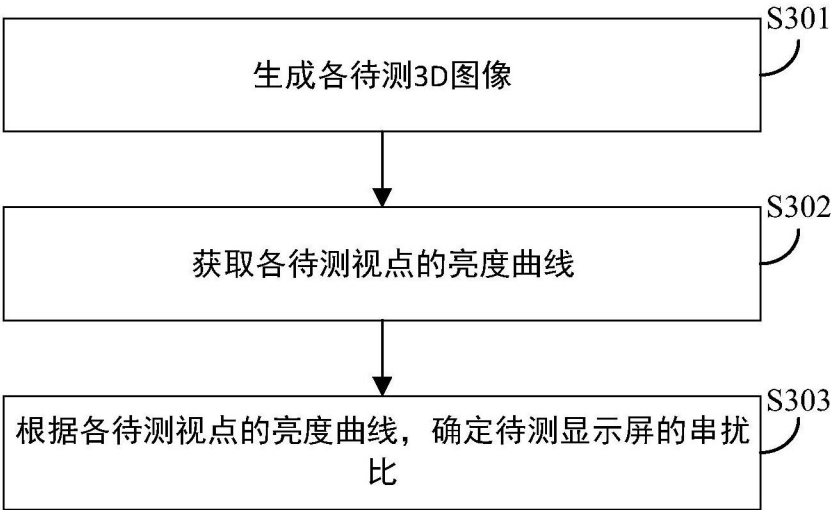 S301
生成各待测3D图像
S302
获取各待测视点的亮度曲线
S303
根据各待测视点的亮度曲线，确定待测显示屏的串扰
比